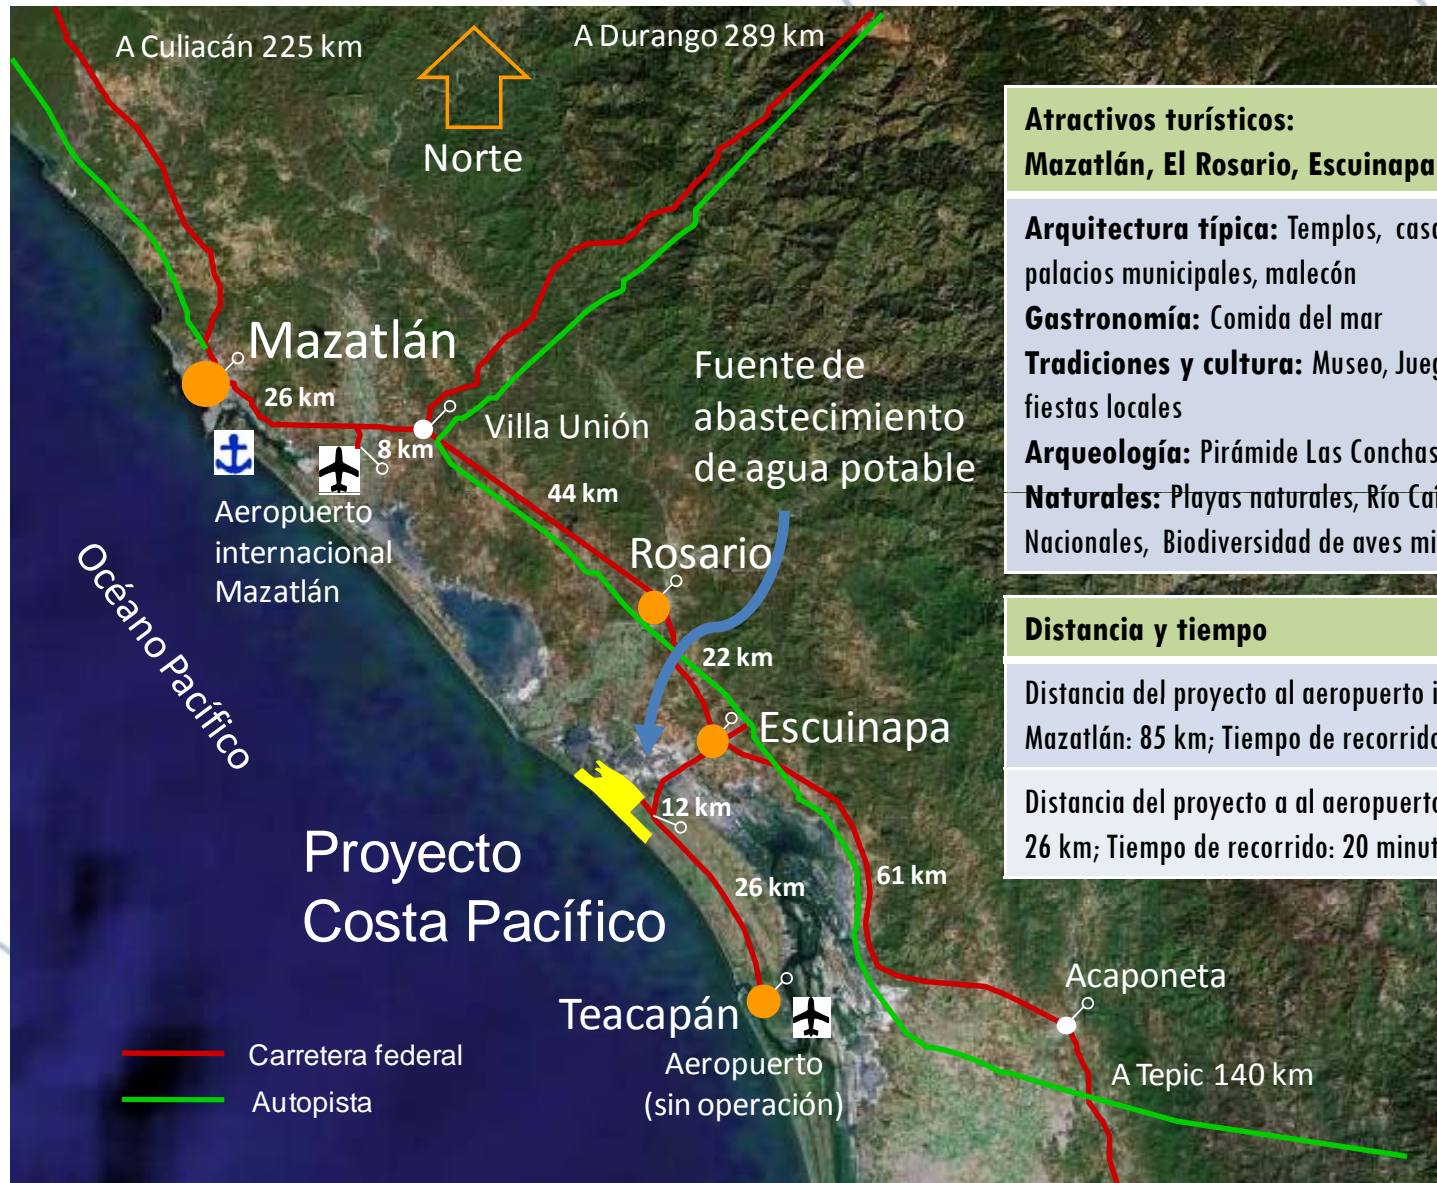 A Culiacán 225 km
A Durango 289 km
Norte
Atractivos turísticos:
Mazatlán, El Rosario, Escuinapa
Arquitectura típica: Templos,
palacios municipales, malecón
Gastronomía: Comida del mar
Tradiciones y cultura: Museo,
fiestas locales
Arqueología: Pirámide Las Conchas
Naturales: Playas naturales, Río
Nacionales, Biodiversidad de aves
Mazatlán
26 km
Villa Unión
8 km
Fuente de
abastecimiento
de agua potable
44 km
Aeropuerto
internacional
Mazatlán
Océano Pacífico
Rosario
22 km
Distancia y tiempo
Distancia del proyecto al aeropuerto
Mazatlán: 85 km; Tiempo de
Distancia del proyecto a al
26 km; Tiempo de recorrido: 20
Escuinapa
12 km
Proyecto
Costa Pacífico
26 km
61 km
Acaponeta
Teacapán
Aeropuerto
(sin operación)
A Tepic 140 km
Carretera federal
Autopista